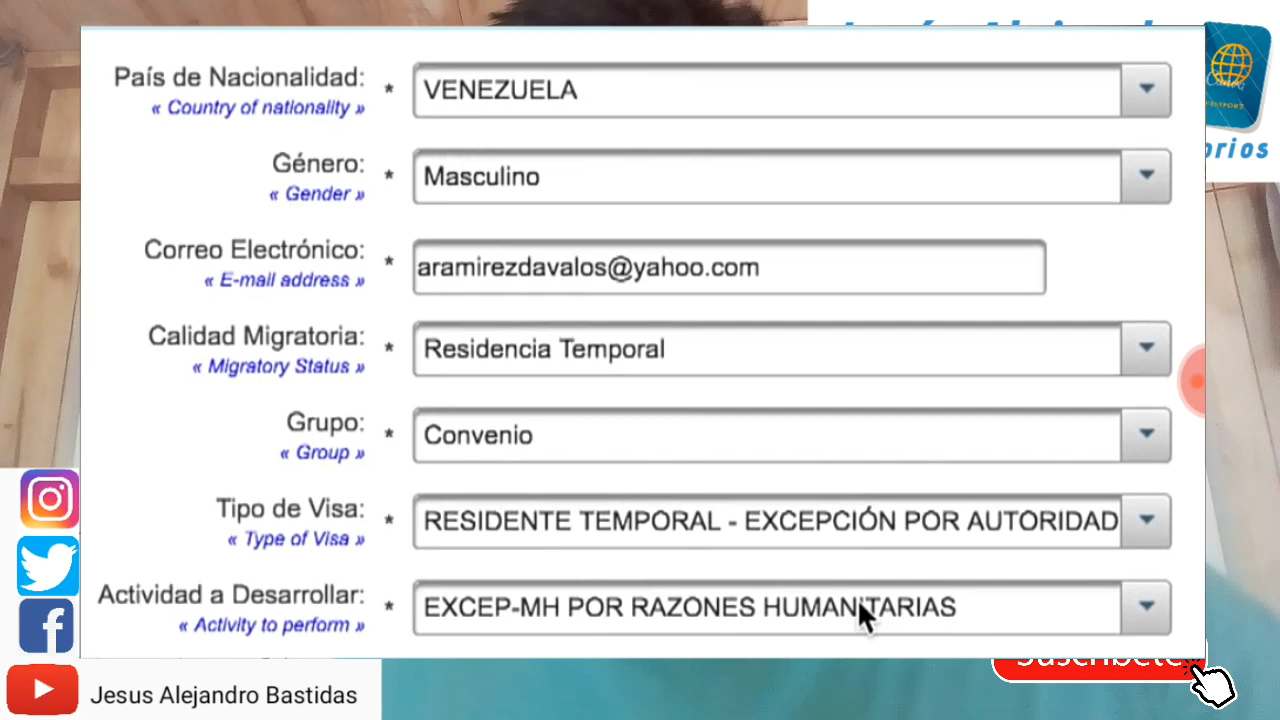 País de Nacionalidad: * VENEZUELA
« Country of nationality »
Género: * Masculino
« Gender »
Correo Electrónico: * aramirezdavalos@yahoo.com
« E-mail address »
Calidad Migratoria: * Residencia Temporal
« Migratory Status »
Grupo: * Convenio
« Group »
Tipo de Visa: * RESIDENTE TEMPORAL - EXCEPCIÓN POR AUTORIDAD
« Type of Visa »
Actividad a Desarrollar: * EXCEP-MH POR RAZONES HUMANITARIAS
« Activity to perform »
Suscríbete
Jesus Alejandro Bastidas